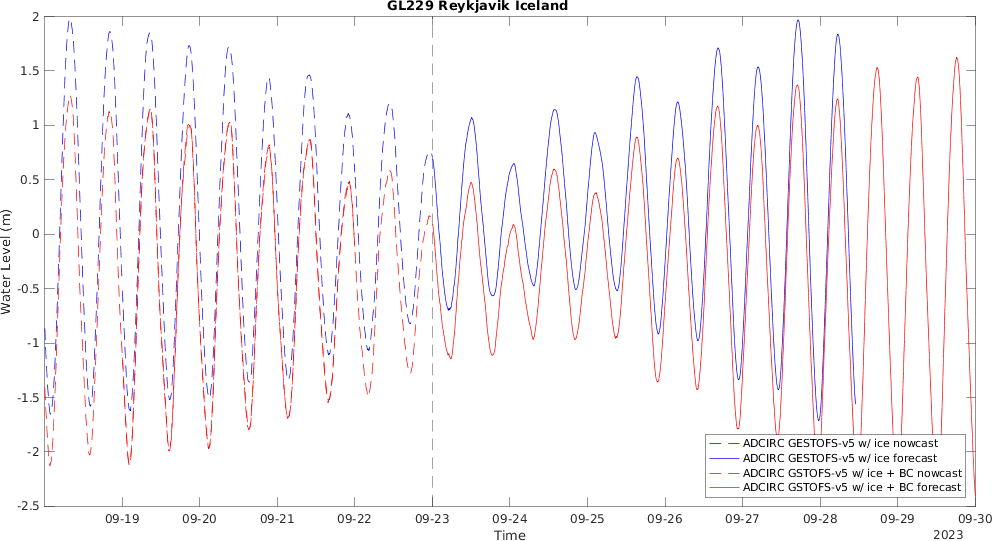 GL229 Reykjavik Iceland
2
1.5
1
0.5
0
-0.5
-1
-1.5
-2
-2.5
Water Level (m)
ADCIRC GESTOFS-v5 w/ ice nowcast
ADCIRC GESTOFS-v5 w/ ice forecast
ADCIRC GSTOFS-v5 w/ ice + BC nowcast
ADCIRC GSTOFS-v5 w/ ice + BC forecast
09-19 09-20 09-21 09-22 09-23 09-24 09-25 09-26 09-27 09-28 09-29 09-30
Time
2023